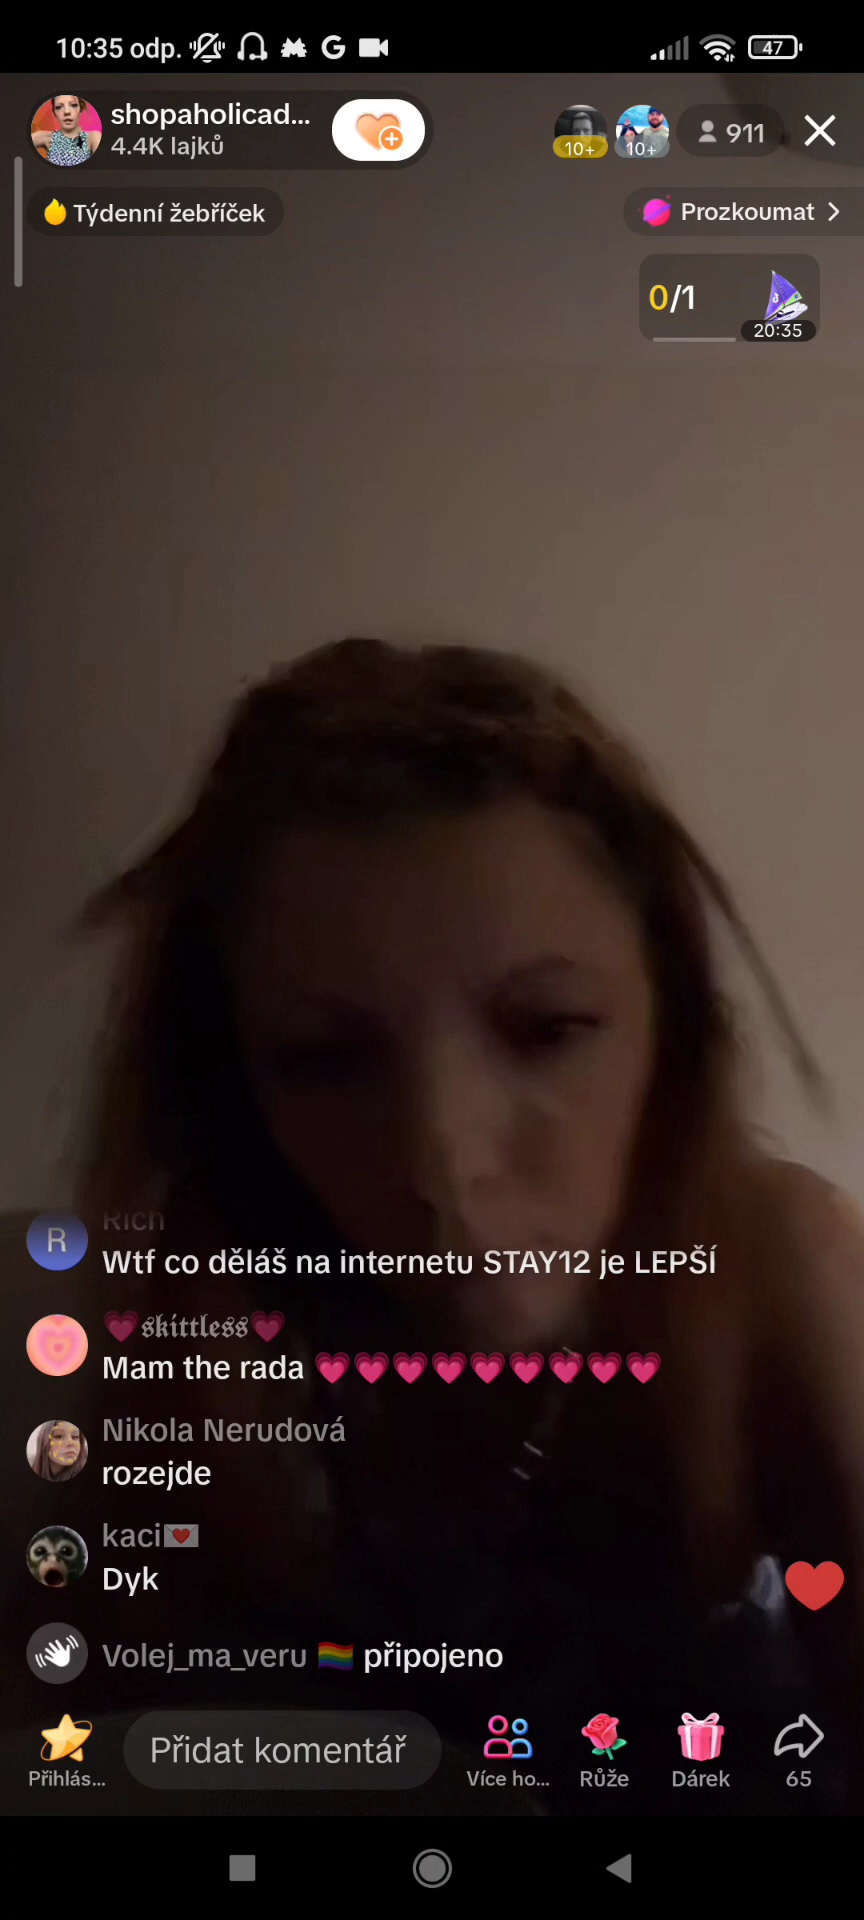 10:35 odp.
47
shopaholicad...
4.4K lajků
10+
10+
911
Týdenní žebříček
Prozkoumat
0/1
20:35
Rich
R
Wtf co děláš na internetu STAY12 je LEPŠÍ
💗𝖘𝖐𝖎𝖙𝖙𝖑𝖊𝖘𝖘💗
Mam the rada 💗💗💗💗💗💗💗💗💗
Nikola Nerudová
rozejde
kaci💌
Dyk
Volej_ma_veru 🏳️‍🌈 připojeno
Přidat komentář
Přihlás...
Více ho...
Růže
Dárek
65